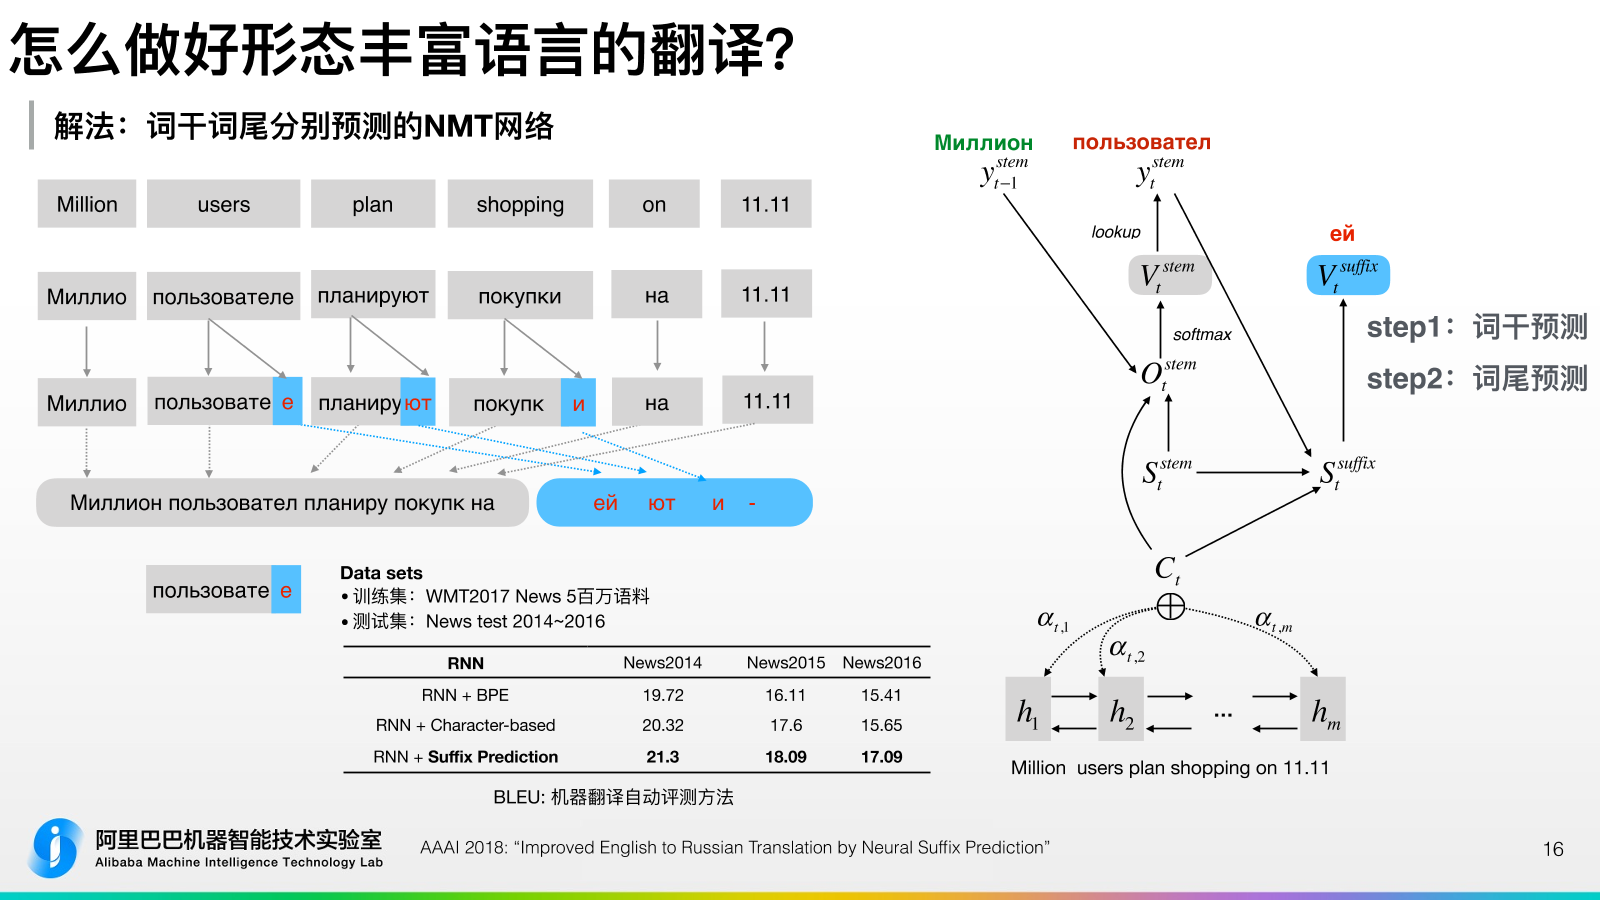 怎么做好形态丰富语言的翻译？
解法：词干词尾分别预测的NMT网络
Million users plan shopping on 11.11
Миллио пользователе планируют покупки на 11.11
Миллио пользовате е планируют покупк и на 11.11
Миллион пользовател планиру покупк на ей ют и -
пользовате е
Data sets
• 训练集：WMT2017 News 5百万语料
• 测试集：News test 2014~2016
RNN News2014 News2015 News2016
RNN + BPE 19.72 16.11 15.41
RNN + Character-based 20.32 17.6 15.65
RNN + Suffix Prediction 21.3 18.09 17.09
BLEU: 机器翻译自动评测方法
Миллион пользовател
y_{t-1}^{stem} y_t^{stem}
lookup
ей
V_t^{stem} V_t^{suffix}
softmax
step1：词干预测
step2：词尾预测
O_t^{stem}
S_t^{stem} S_t^{suffix}
C_t
α_{t,1} α_{t,2} α_{t,m}
h_1 h_2 ... h_m
Million users plan shopping on 11.11
阿里巴巴机器智能技术实验室
Alibaba Machine Intelligence Technology Lab
AAAI 2018: “Improved English to Russian Translation by Neural Suffix Prediction”
16